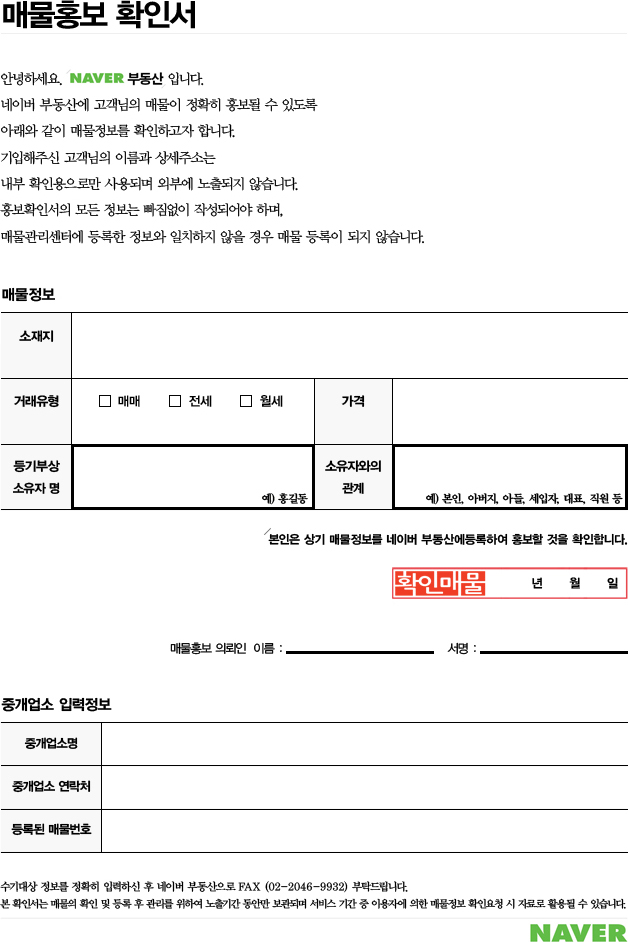 매물홍보 확인서
안녕하세요. NAVER 부동산 입니다.
네이버 부동산에 고객님의 매물이 정확히 홍보될 수 있도록
아래와 같이 매물정보를 확인하고자 합니다.
기입해주신 고객님의 이름과 상세주소는
내부 확인용으로만 사용되며 외부에 노출되지 않습니다.
홍보확인서의 모든 정보는 빠짐없이 작성되어야 하며,
매물관리센터에 등록한 정보와 일치하지 않을 경우 매물 등록이 되지 않습니다.
매물정보
소재지
거래유형 □ 매매 □ 전세 □ 월세 가격
등기부상 소유자와의
소유자 명 관계
예) 홍길동 예) 본인, 아버지, 아들, 세입자, 대표, 직원 등
본인은 상기 매물정보를 네이버 부동산에등록하여 홍보할 것을 확인합니다.
확인매물 년 월 일
매물홍보 의뢰인 이름 : 서명 :
중개업소 입력정보
중개업소명
중개업소 연락처
등록된 매물번호
수기대상 정보를 정확히 입력하신 후 네이버 부동산으로 FAX (02-2046-9932) 부탁드립니다.
본 확인서는 매물의 확인 및 등록 후 관리를 위하여 노출기간 동안만 보관되며 서비스 기간 중 이용자에 의한 매물정보 확인요청 시 자료로 활용될 수 있습니다.
NAVER